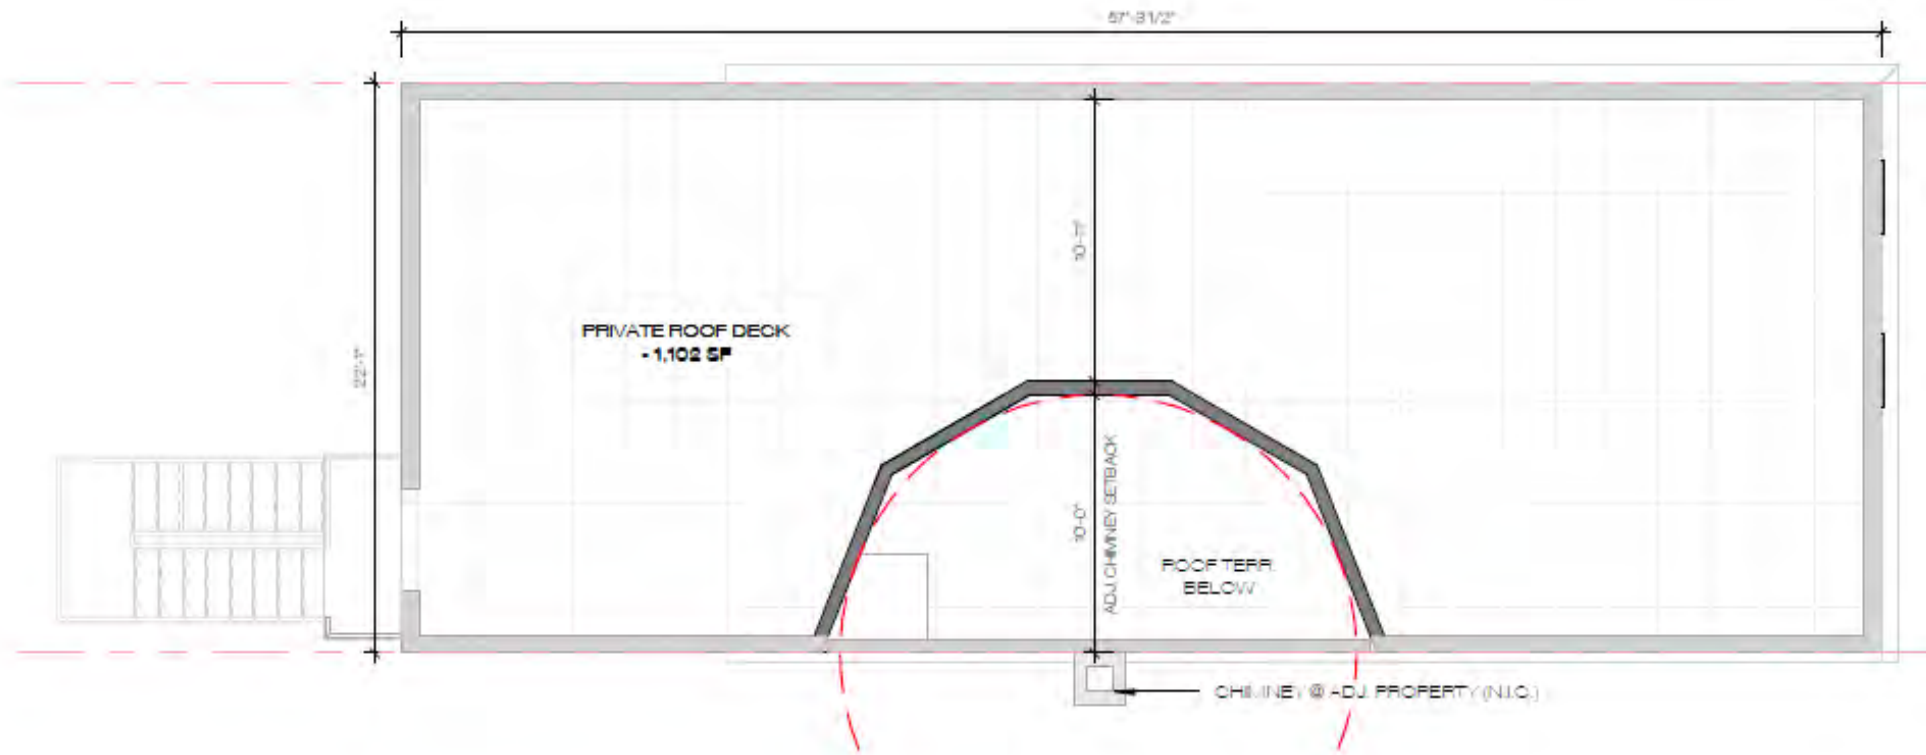 57'-3 1/2"
10'-11"
PRIVATE ROOF DECK
- 1,102 SF
22'-1"
ADJ. CHIMNEY SETBACK
10'-0"
ROOF TERR.
BELOW
CHIMNEY @ ADJ. PROPERTY (N.I.C.)